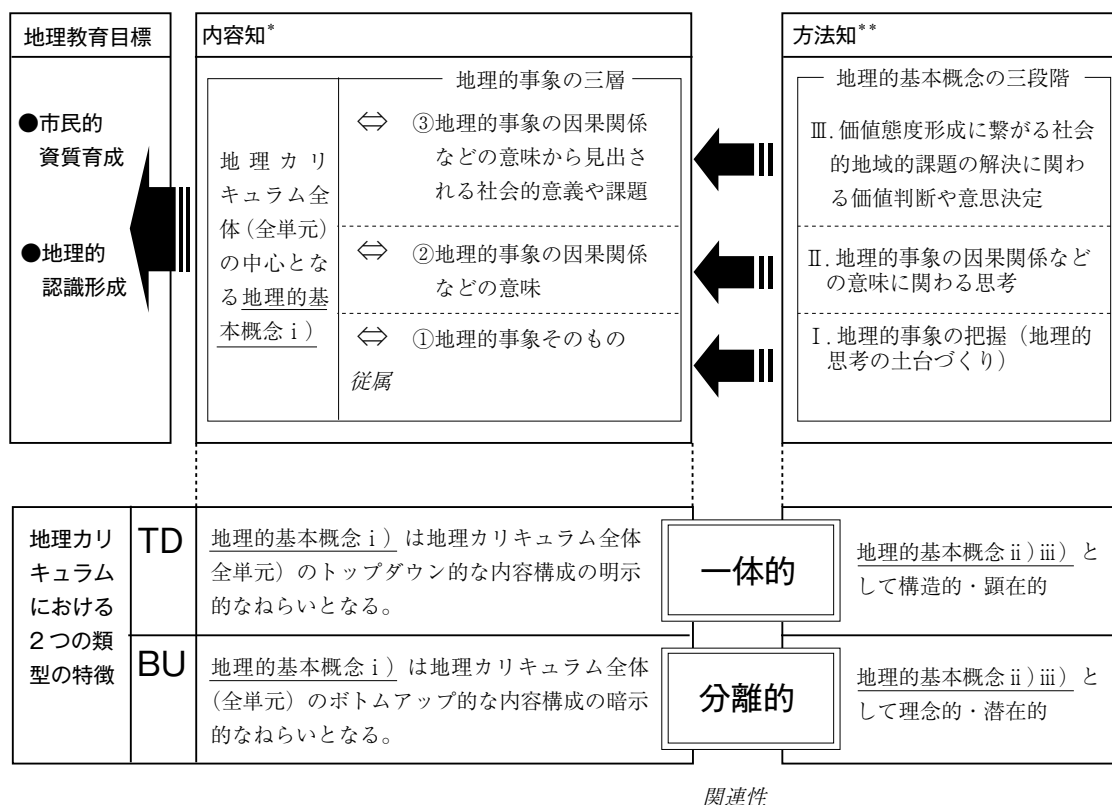 地理教育目標
●市民的
資質育成
●地理的
認識形成
内容知*
地理カリ
キュラム全
体(全単元)
の中心とな
る地理的基
本概念ⅰ)
地理的事象の三層
⇔ ③地理的事象の因果関係
などの意味から見出さ
れる社会的意義や課題
⇔ ②地理的事象の因果関係
などの意味
⇔ ①地理的事象そのもの
従属
方法知**
地理的基本概念の三段階
Ⅲ.価値態度形成に繋がる社会
的地域的課題の解決に関わ
る価値判断や意思決定
Ⅱ.地理的事象の因果関係など
の意味に関わる思考
Ⅰ.地理的事象の把握(地理的
思考の土台づくり)
地理カリ
キュラム
における
2つの類
型の特徴
TD
地理的基本概念ⅰ)は地理カリキュラム全体
全単元)のトップダウン的な内容構成の明示
的なねらいとなる。
一体的
地理的基本概念ⅱ)ⅲ)と
して構造的・顕在的
BU
地理的基本概念ⅰ)は地理カリキュラム全体
(全単元)のボトムアップ的な内容構成の暗示
的なねらいとなる。
分離的
地理的基本概念ⅱ)ⅲ)と
して理念的・潜在的
関連性